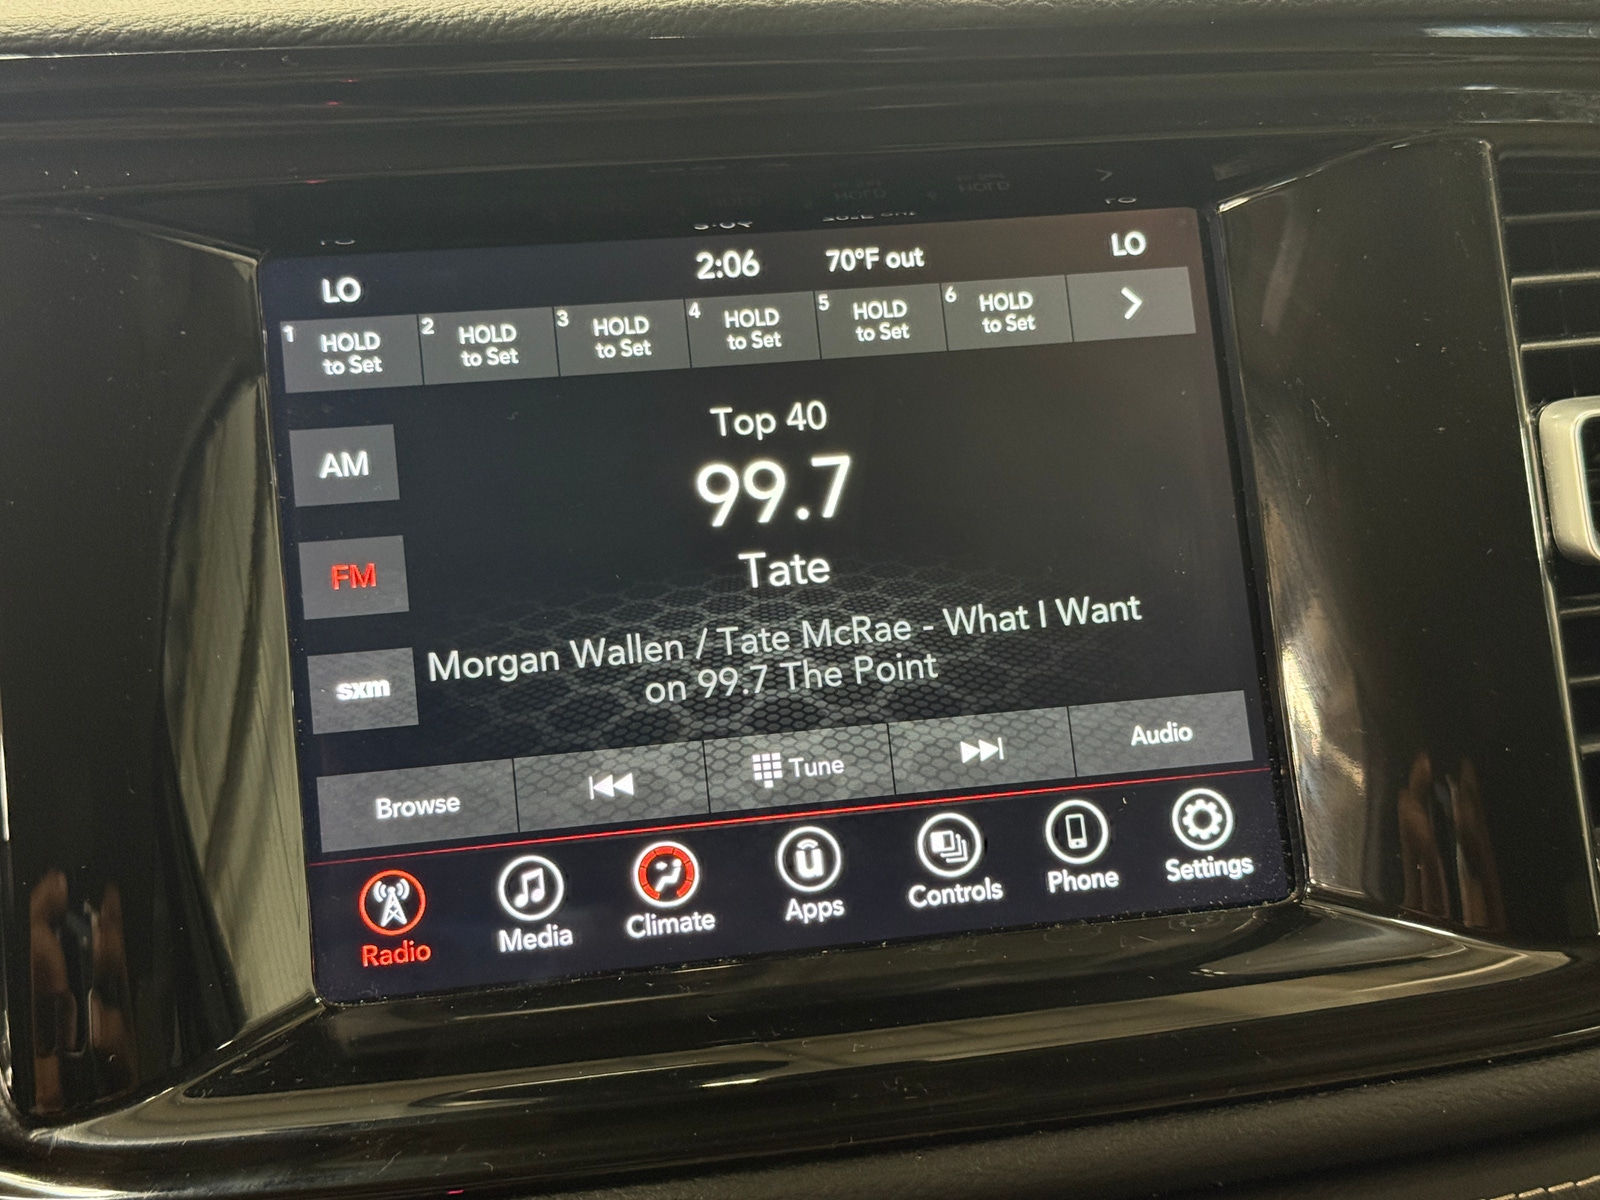 LO 2:06 70°F out LO
1 HOLD to Set
2 HOLD to Set
3 HOLD to Set
4 HOLD to Set
5 HOLD to Set
6 HOLD to Set
Top 40
AM
99.7
FM
Tate
Morgan Wallen / Tate McRae - What I Want
on 99.7 The Point
sxm
Browse Tune Audio
Radio Media Climate Apps Controls Phone Settings